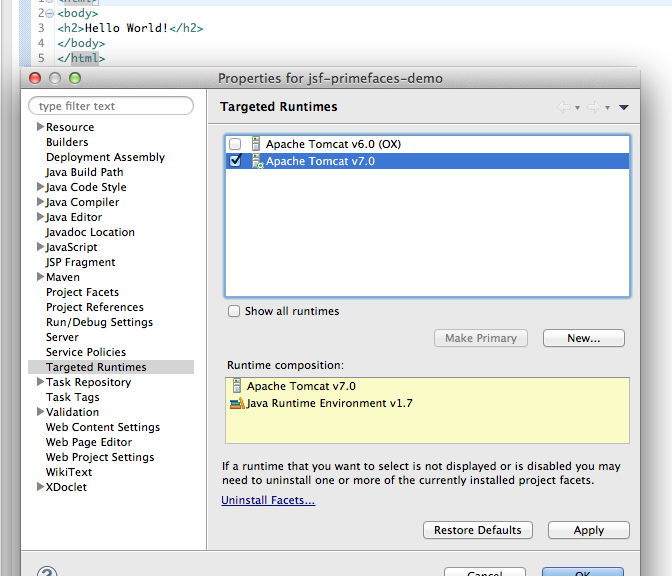 1 <html>
2 <body>
3 <h2>Hello World!</h2>
4 </body>
5 </html>
Properties for jsf-primefaces-demo
type filter text
Resource
Builders
Deployment Assembly
Java Build Path
Java Code Style
Java Compiler
Java Editor
Javadoc Location
JavaScript
JSP Fragment
Maven
Project Facets
Project References
Run/Debug Settings
Server
Service Policies
Targeted Runtimes
Task Repository
Task Tags
Validation
Web Content Settings
Web Page Editor
Web Project Settings
WikiText
XDoclet
Targeted Runtimes
Apache Tomcat v6.0 (OX)
Apache Tomcat v7.0
Show all runtimes
Make Primary
New...
Runtime composition:
Apache Tomcat v7.0
Java Runtime Environment v1.7
If a runtime that you want to select is not displayed or is disabled you may
need to uninstall one or more of the currently installed project facets.
Uninstall Facets...
Restore Defaults
Apply
?
Cancel
OK